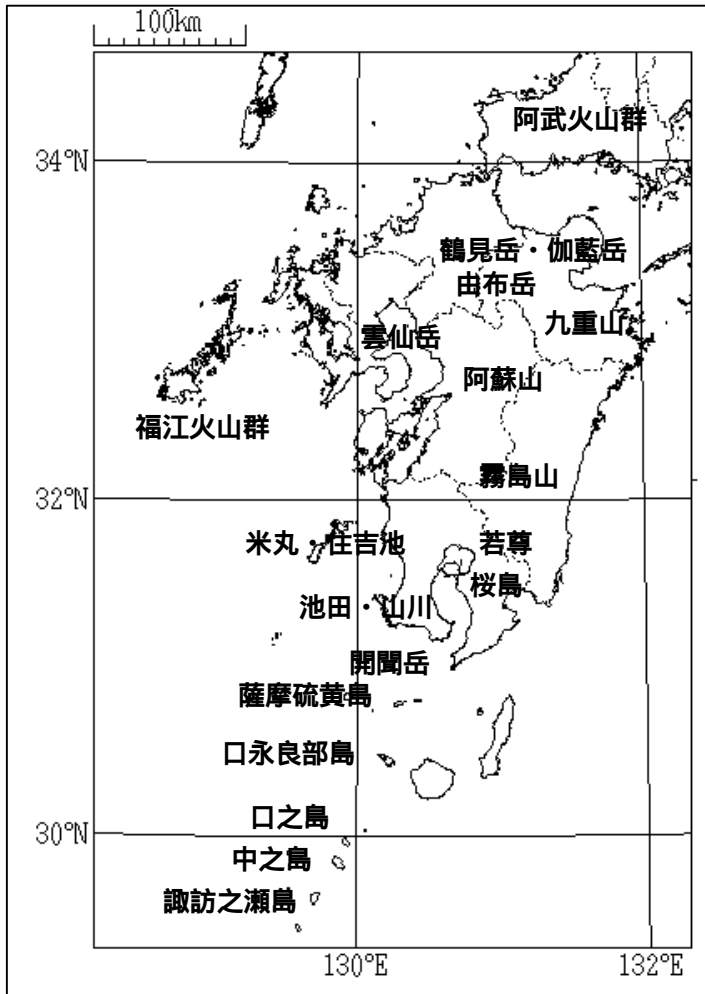 100km
阿武火山群
34°N
鶴見岳・伽藍岳
由布岳
九重山
雲仙岳
阿蘇山
福江火山群
霧島山
32°N
米丸・住吉池
若尊
桜島
池田・山川
開聞岳
薩摩硫黄島
口永良部島
口之島
30°N
中之島
諏訪之瀬島
130°E
132°E